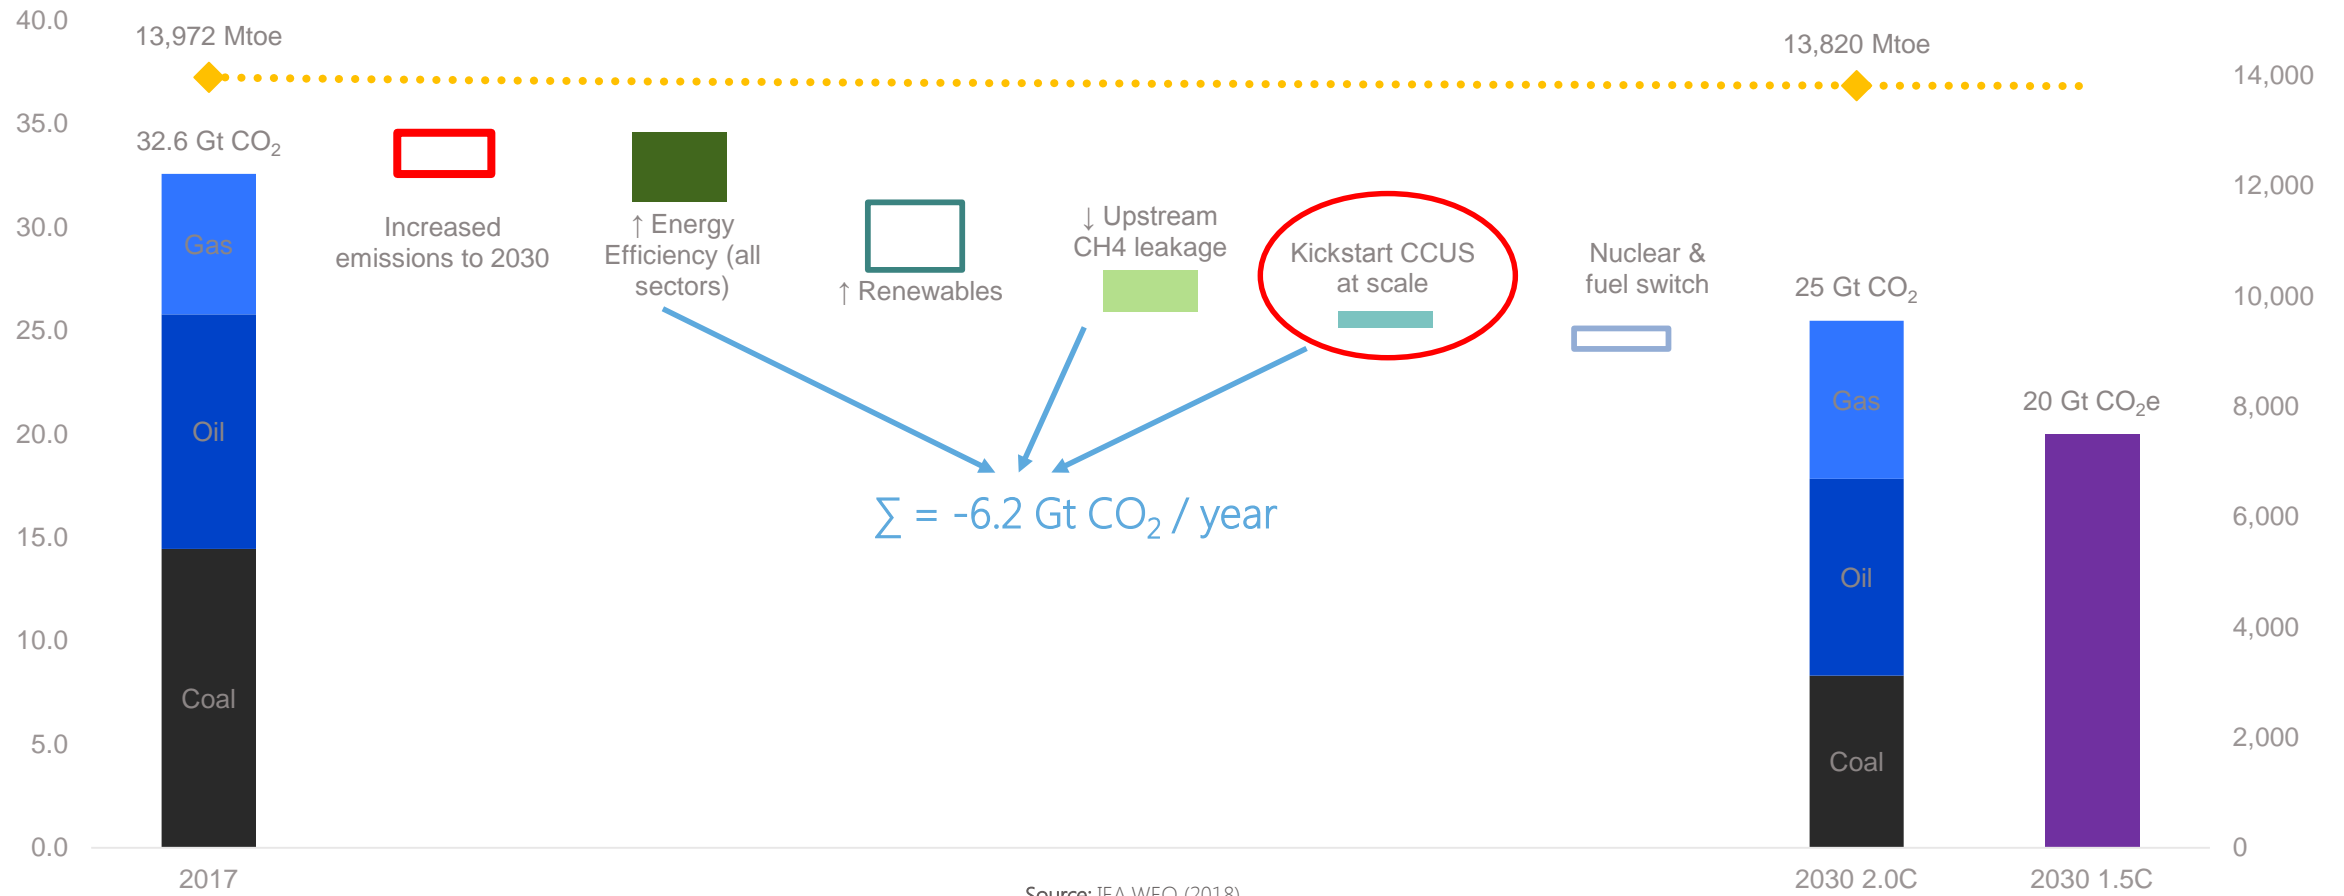 40.0
35.0
30.0
25.0
20.0
15.0
10.0
5.0
0.0
13,972 Mtoe
32.6 Gt CO₂
Gas
Oil
Coal
2017
Increased
emissions to 2030
↑ Energy
Efficiency (all
sectors)
↑ Renewables
↓ Upstream
CH4 leakage
Kickstart CCUS
at scale
Nuclear &
fuel switch
∑ = -6.2 Gt CO₂ / year
13,820 Mtoe
25 Gt CO₂
Gas
Oil
Coal
2030 2.0C
20 Gt CO₂e
2030 1.5C
14,000
12,000
10,000
8,000
6,000
4,000
2,000
0
Source: IEA WEO (2018)